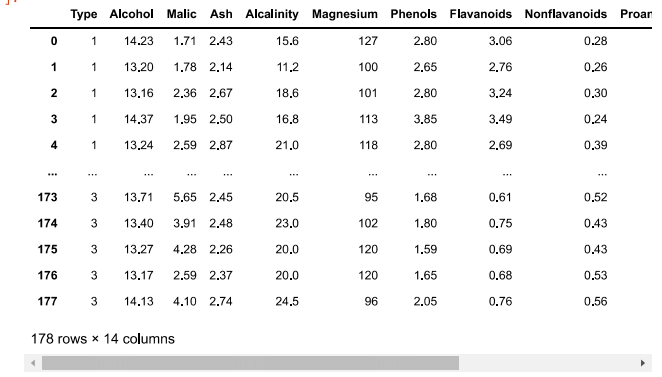 Type Alcohol Malic Ash Alcalinity Magnesium Phenols Flavanoids Nonflavanoids Proan
0 1 14.23 1.71 2.43 15.6 127 2.80 3.06 0.28
1 1 13.20 1.78 2.14 11.2 100 2.65 2.76 0.26
2 1 13.16 2.36 2.67 18.6 101 2.80 3.24 0.30
3 1 14.37 1.95 2.50 16.8 113 3.85 3.49 0.24
4 1 13.24 2.59 2.87 21.0 118 2.80 2.69 0.39
... ... ... ... ... ... ... ... ... ...
173 3 13.71 5.65 2.45 20.5 95 1.68 0.61 0.52
174 3 13.40 3.91 2.48 23.0 102 1.80 0.75 0.43
175 3 13.27 4.28 2.26 20.0 120 1.59 0.69 0.43
176 3 13.17 2.59 2.37 20.0 120 1.65 0.68 0.53
177 3 14.13 4.10 2.74 24.5 96 2.05 0.76 0.56
178 rows × 14 columns